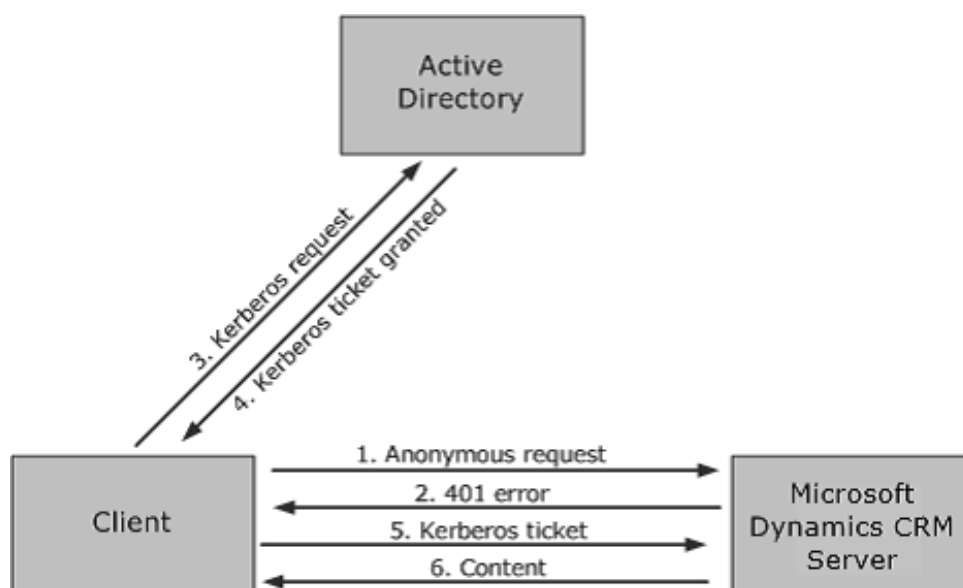 Active
Directory
3. Kerberos request
4. Kerberos ticket granted
1. Anonymous request
2. 401 error
5. Kerberos ticket
6. Content
Client
Microsoft
Dynamics CRM
Server